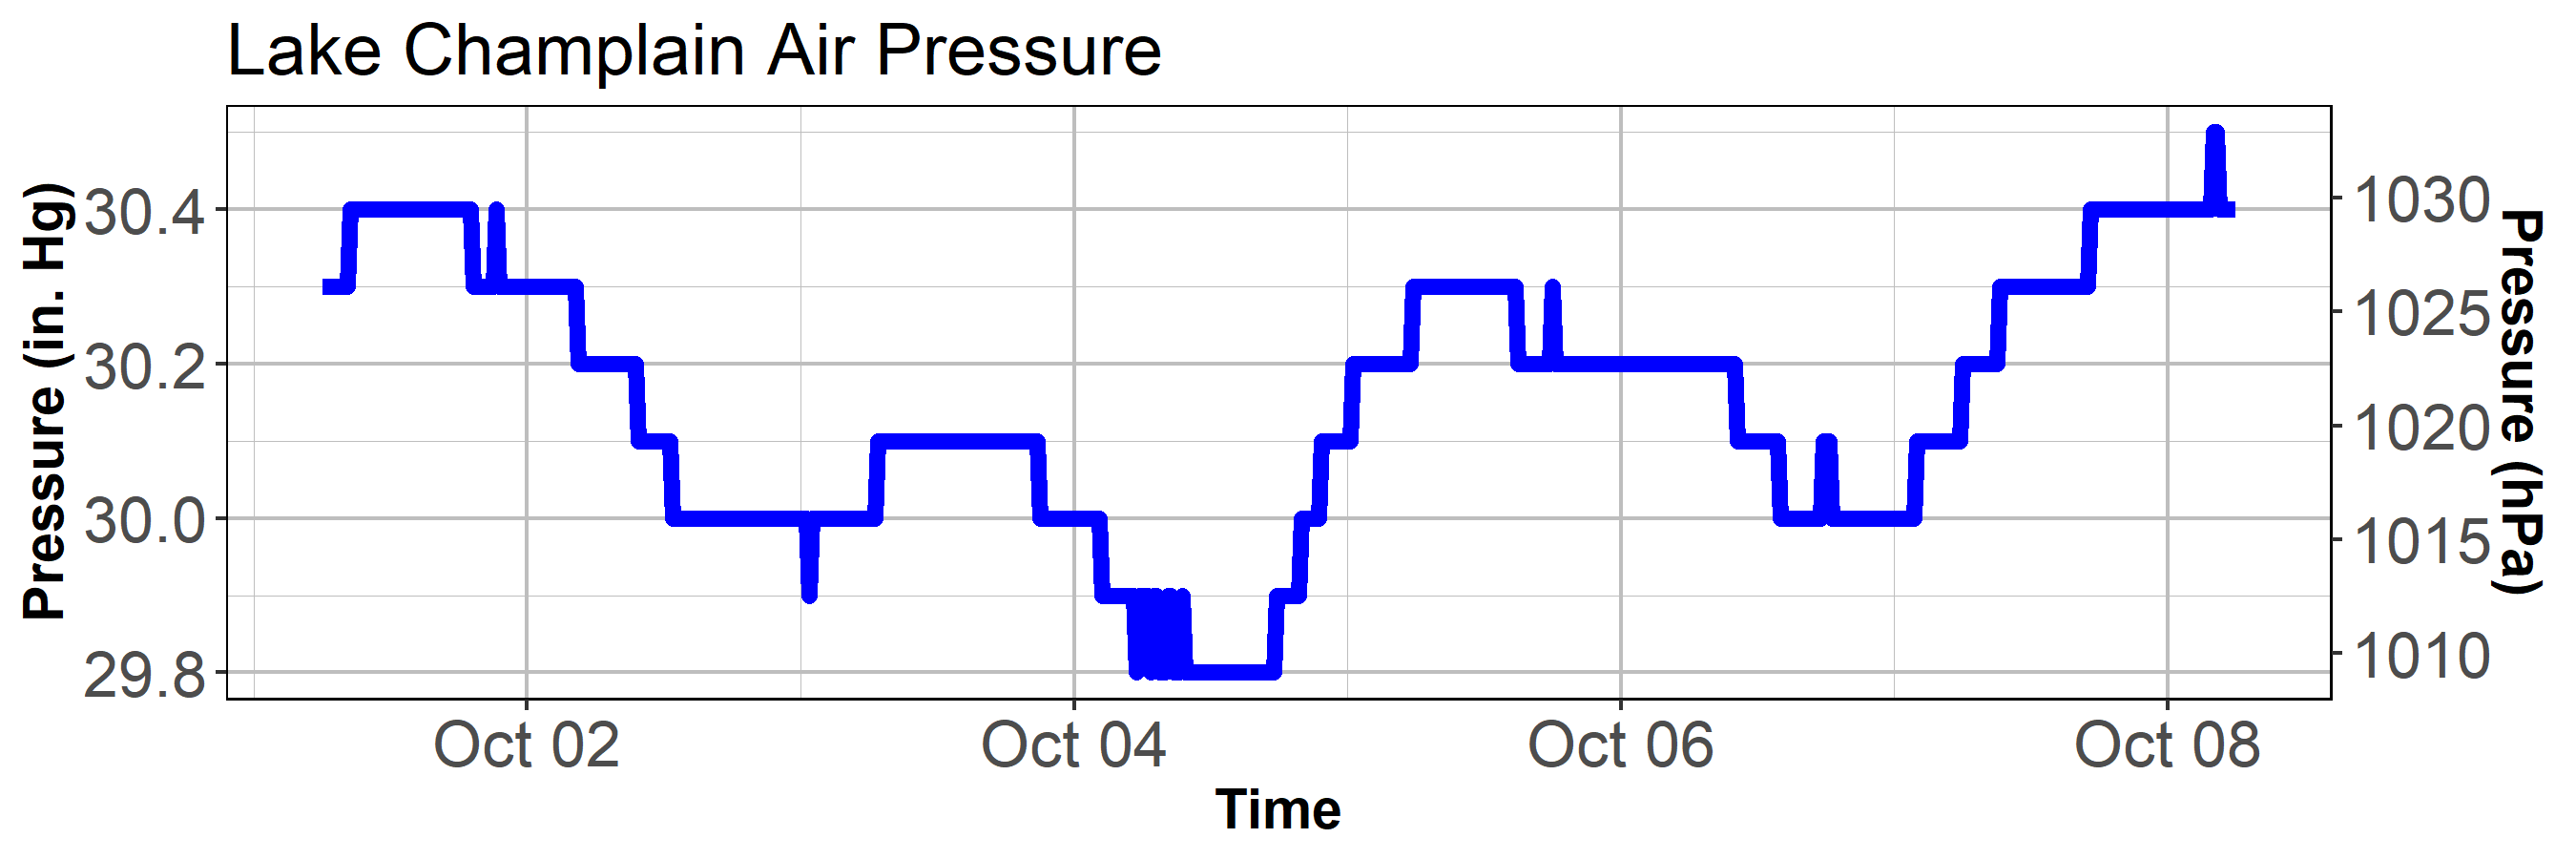 Lake Champlain Air Pressure
Pressure (in. Hg)
30.4
30.2
30.0
29.8
1030
1025
1020
1015
1010
Pressure (hPa)
Oct 02
Oct 04
Oct 06
Oct 08
Time